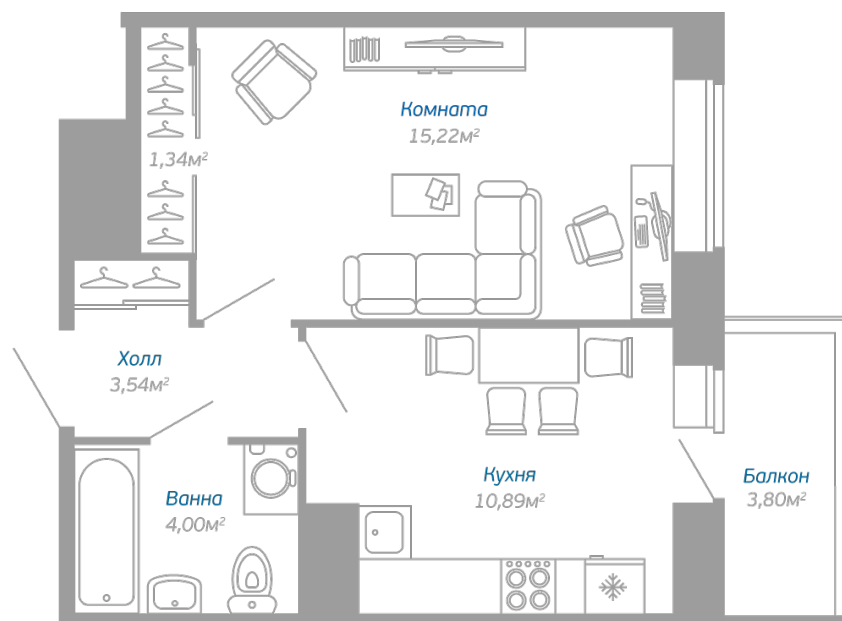 Комната
15,22м²
1,34м²
Холл
3,54м²
Кухня
10,89м²
Балкон
3,80м²
Ванна
4,00м²